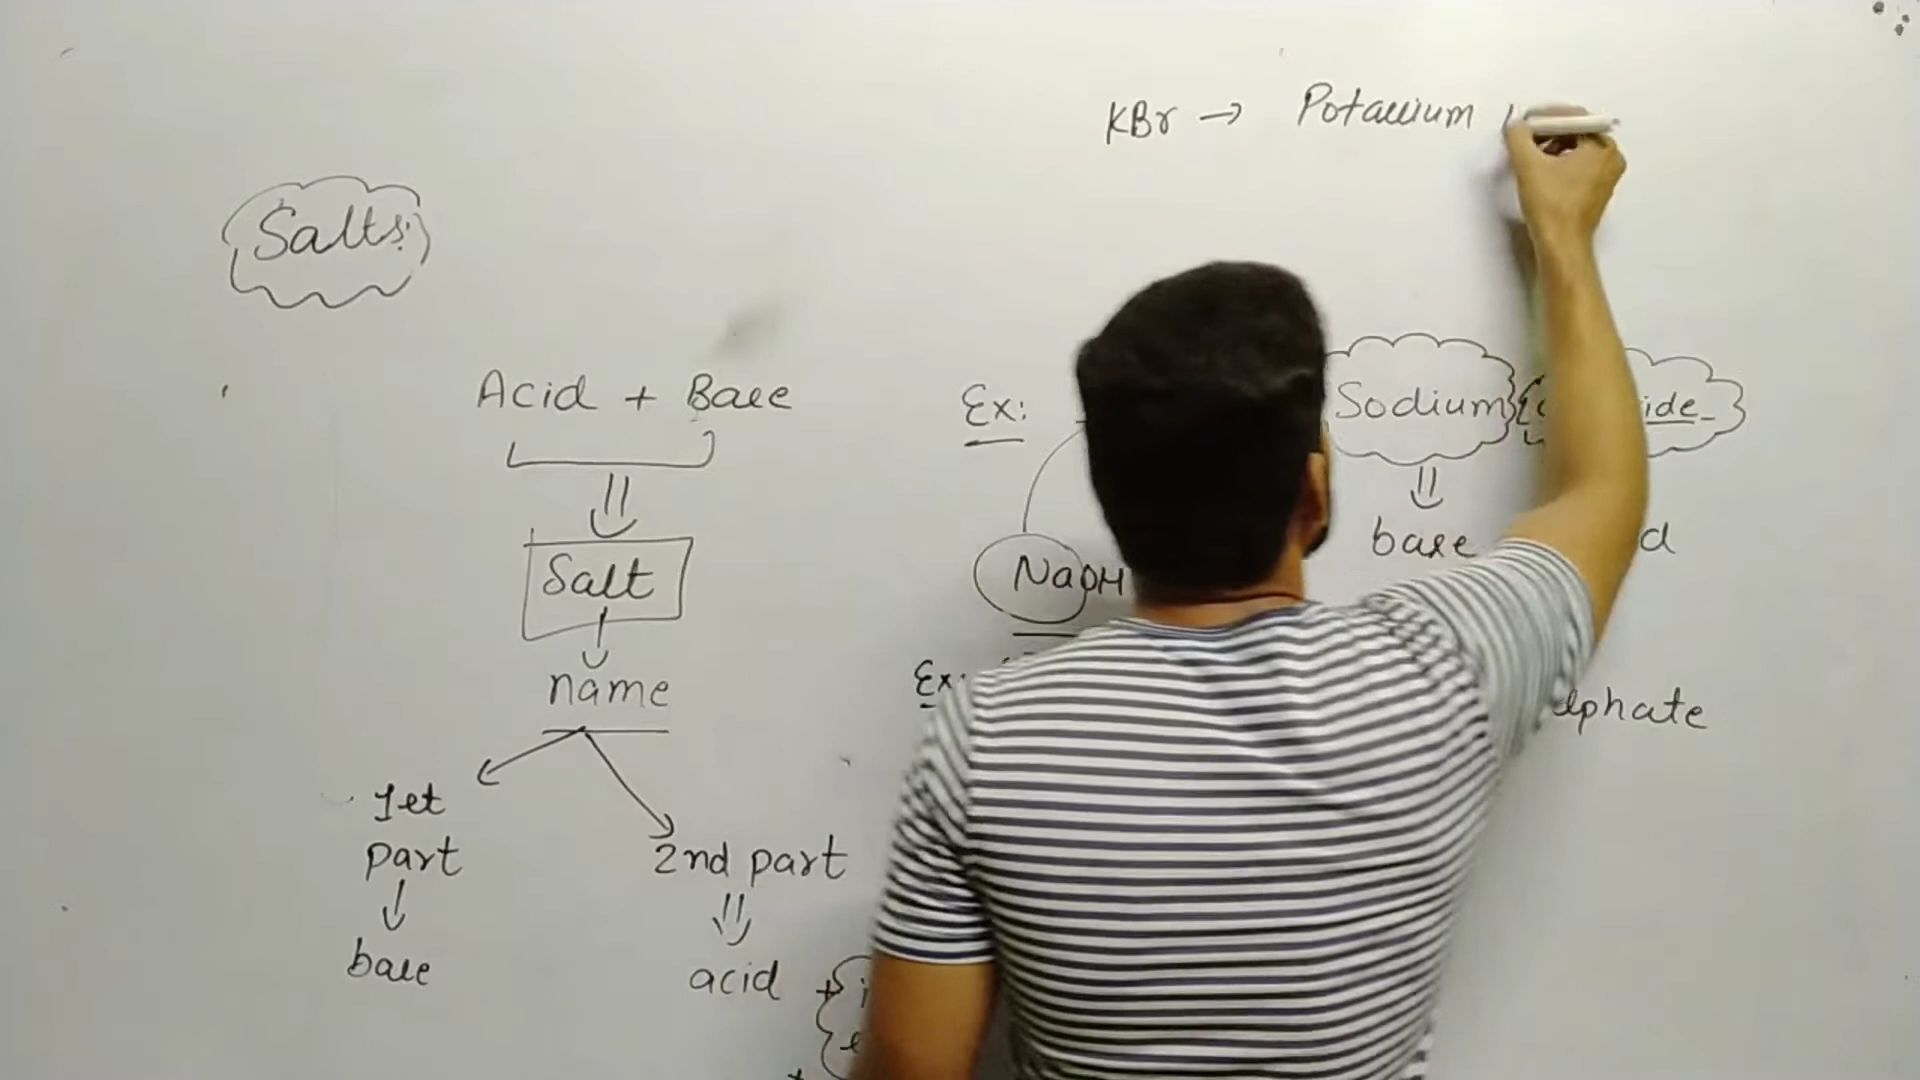 KBr → Potassium
Salts:
Acid + Base
Salt
name
1st
part
base
2nd part
acid +
Ex:
Sodium
ide
base
NaOH
Ex:
lphate